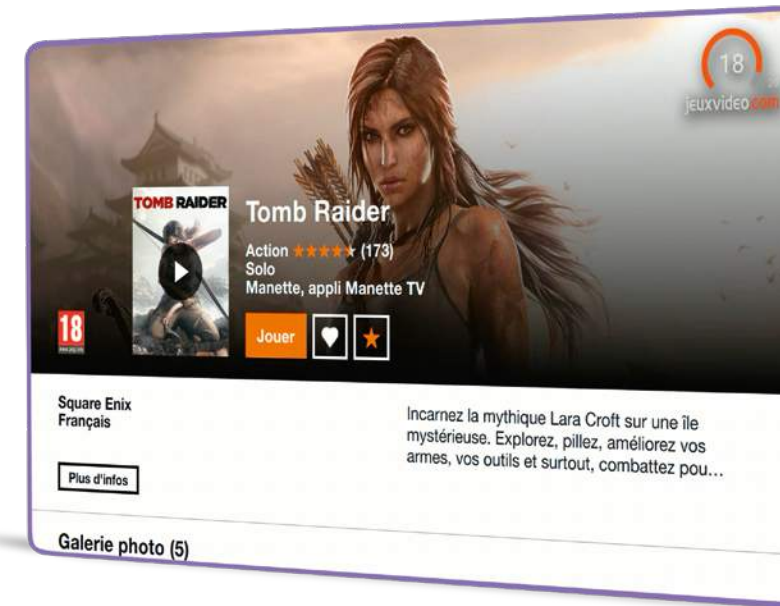 18
jeuxvideo.com
TOMB RAIDER
Tomb Raider
Action ★★★★★ (173)
Solo
Manette, appli Manette TV
18
Jouer
Square Enix
Français
Incarnez la mythique Lara Croft sur une île
mystérieuse. Explorez, pillez, améliorez vos
armes, vos outils et surtout, combattez pou...
Plus d'infos
Galerie photo (5)